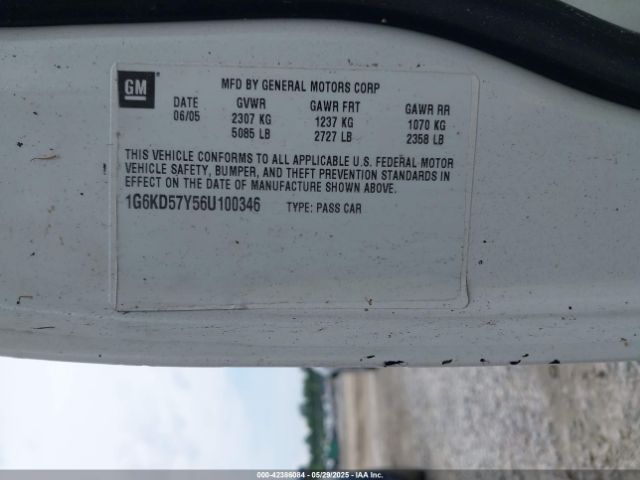 GM
MFD BY GENERAL MOTORS CORP
DATE GVWR GAWR FRT GAWR RR
06/05 2307 KG 1237 KG 1070 KG
5085 LB 2727 LB 2358 LB
THIS VEHICLE CONFORMS TO ALL APPLICABLE U.S. FEDERAL MOTOR
VEHICLE SAFETY, BUMPER, AND THEFT PREVENTION STANDARDS IN
EFFECT ON THE DATE OF MANUFACTURE SHOWN ABOVE.
1G6KD57Y56U100346 TYPE: PASS CAR
000-42386084 / 05/29/2025 / IAA Inc.